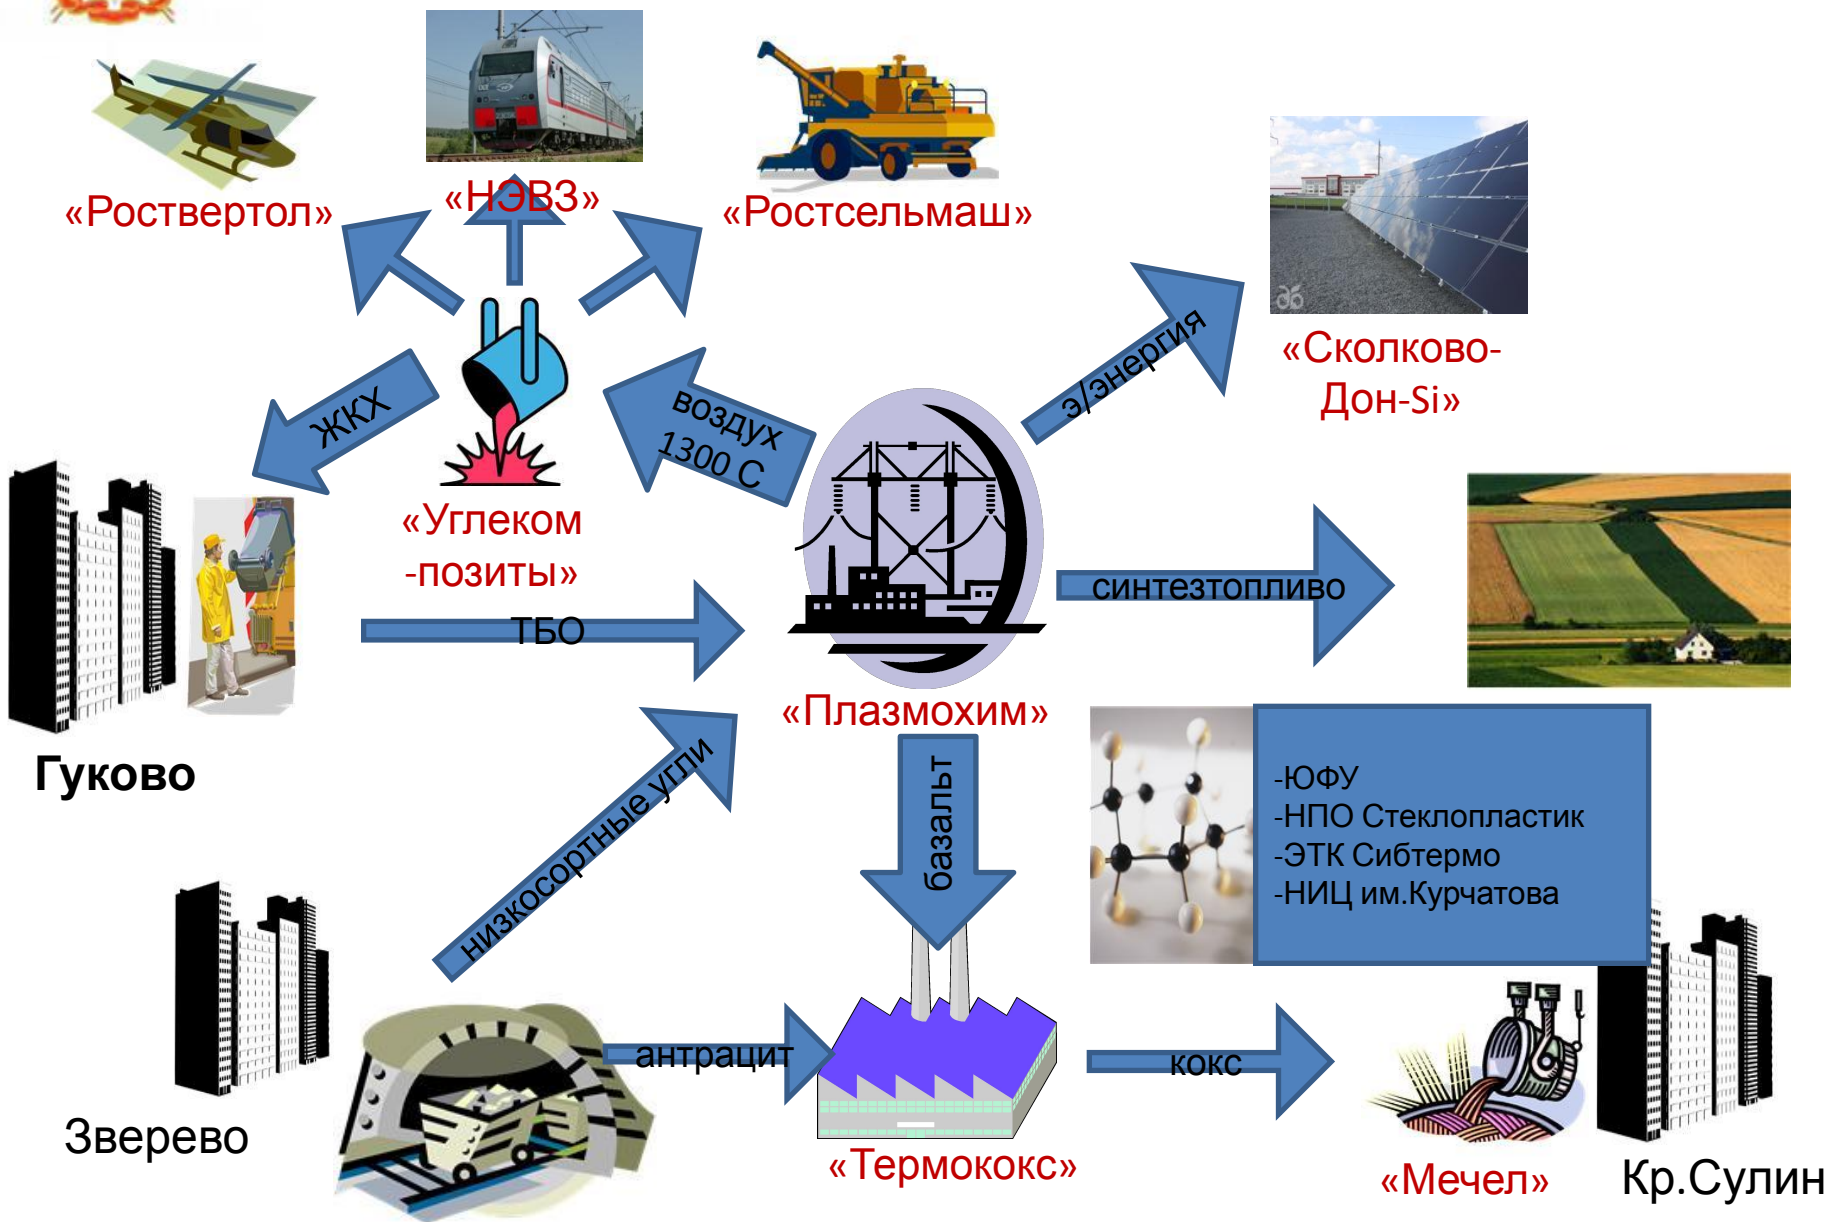 «Роствертол»
«НЭВЗ»
«Ростсельмаш»
э/энергия
«Сколково-
Дон-Si»
ЖКХ
воздух
1300 С
«Углеком
-позиты»
ТБО
синтезтопливо
«Плазмохим»
Гуково
низкосортные угли
базальт
-ЮФУ
-НПО Стеклопластик
-ЭТК Сибтермо
-НИЦ им.Курчатова
антрацит
кокс
Зверево
«Термококс»
«Мечел»
Кр.Сулин